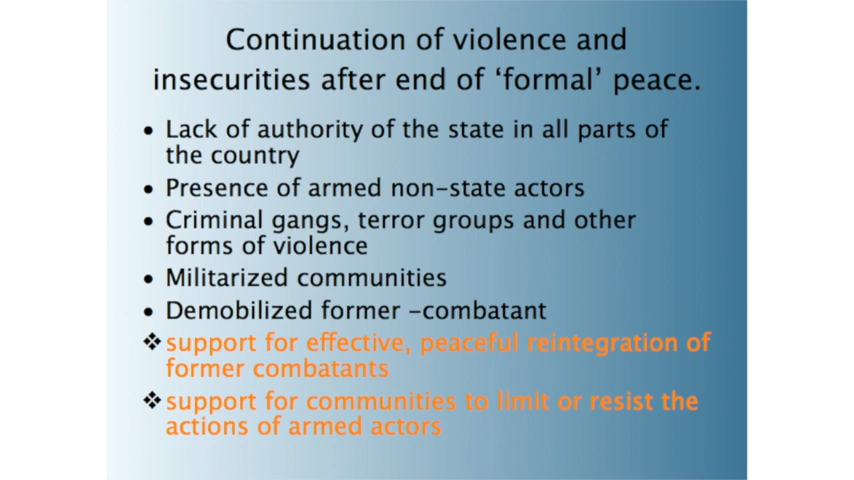 Continuation of violence and
insecurities after end of ‘formal’ peace.
• Lack of authority of the state in all parts of
the country
• Presence of armed non-state actors
• Criminal gangs, terror groups and other
forms of violence
• Militarized communities
• Demobilized former -combatant
❖ support for effective, peaceful reintegration of
former combatants
❖ support for communities to limit or resist the
actions of armed actors